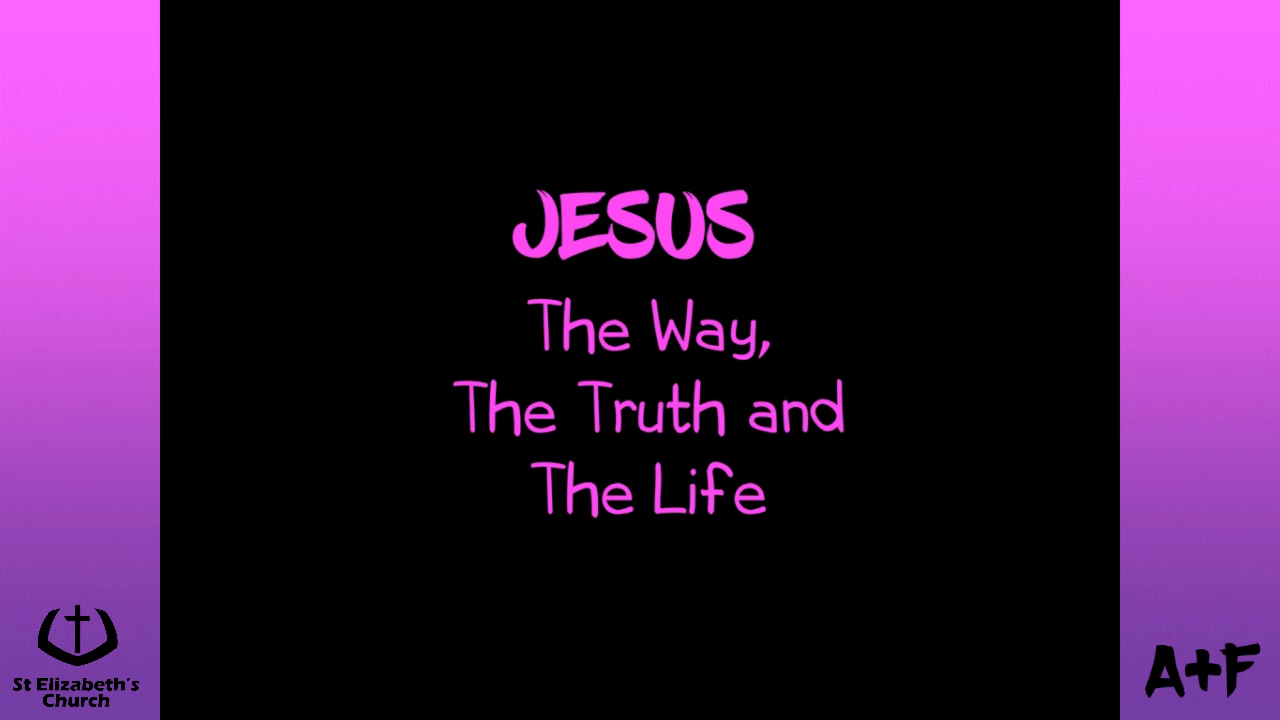 JESUS
The Way,
The Truth and
The Life
St Elizabeth's
Church
A+F